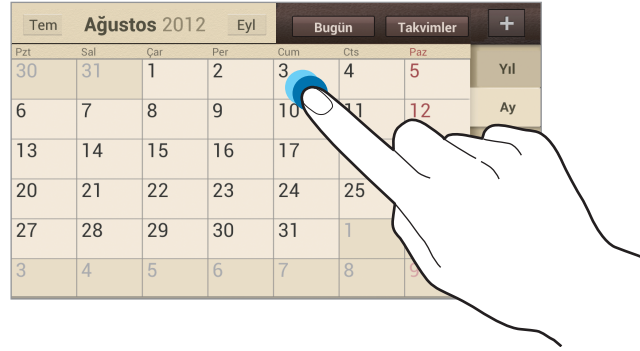 Tem Ağustos 2012 Eyl Bugün Takvimler +
Pzt Sal Çar Per Cum Cts Paz
30 31 1 2 3 4 5 Yıl
6 7 8 9 10 11 12 Ay
13 14 15 16 17
20 21 22 23 24 25
27 28 29 30 31 1
3 4 5 6 7 8 9